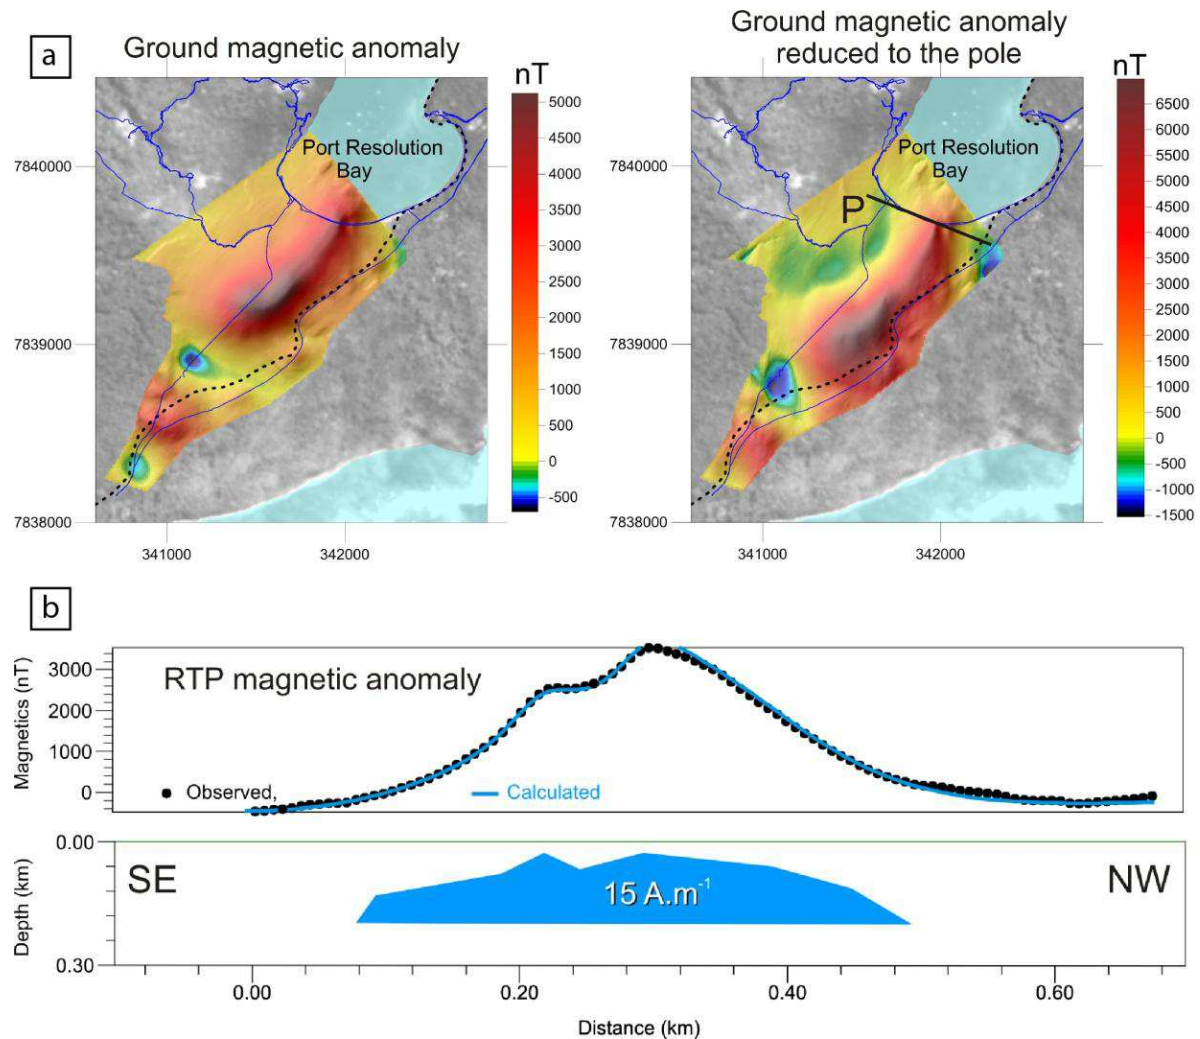 a
Ground magnetic anomaly
nT
5000
4500
4000
3500
3000
2500
2000
1500
1000
500
0
-500
Port Resolution
Bay
7840000
7839000
7838000
341000
342000
Ground magnetic anomaly
reduced to the pole
nT
6500
6000
5500
5000
4500
4000
3500
3000
2500
2000
1500
1000
500
0
-500
-1000
-1500
Port Resolution
Bay
P
7840000
7839000
7838000
341000
342000
b
Magnetics (nT)
3000
2000
1000
0
RTP magnetic anomaly
Observed,
Calculated
Depth (km)
0.00
0.30
SE
15 A.m-1
NW
0.00
0.20
0.40
0.60
Distance (km)